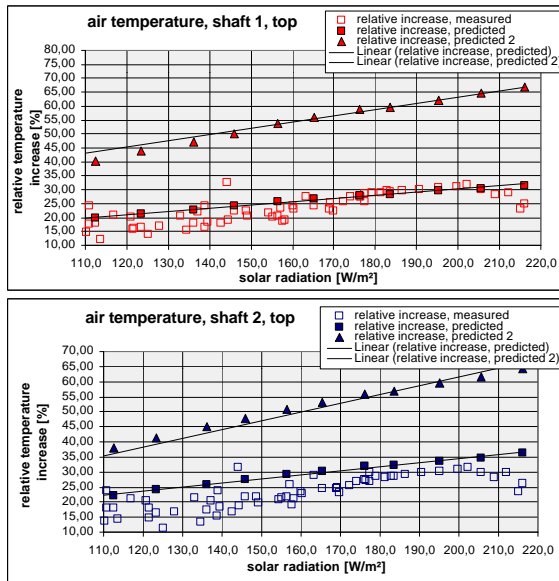 air temperature, shaft 1, top
relative increase, measured
relative increase, predicted
relative increase, predicted 2
Linear (relative increase, predicted)
Linear (relative increase, predicted 2)
relative temperature
increase [%]
80,00
75,00
70,00
65,00
60,00
55,00
50,00
45,00
40,00
35,00
30,00
25,00
20,00
15,00
10,00
110,0 120,0 130,0 140,0 150,0 160,0 170,0 180,0 190,0 200,0 210,0 220,0
solar radiation [W/m²]
air temperature, shaft 2, top
relative increase, measured
relative increase, predicted
relative increase, predicted 2
Linear (relative increase, predicted)
Linear (relative increase, predicted 2)
relative temperature
increase [%]
70,00
65,00
60,00
55,00
50,00
45,00
40,00
35,00
30,00
25,00
20,00
15,00
10,00
110,0 120,0 130,0 140,0 150,0 160,0 170,0 180,0 190,0 200,0 210,0 220,0
solar radiation [W/m²]